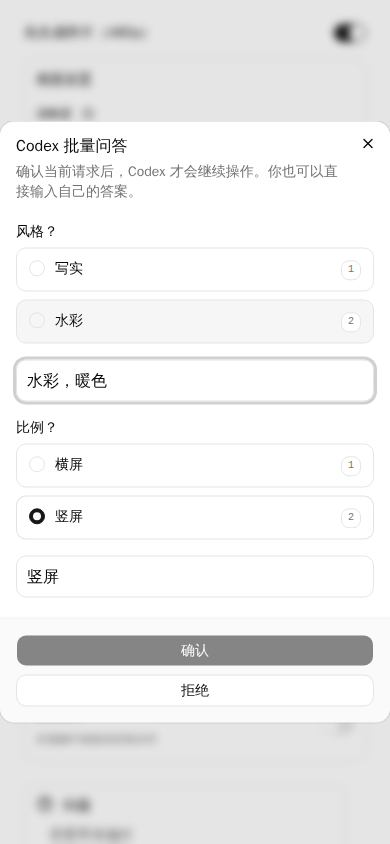 Codex 批量问答
确认当前请求后，Codex 才会继续操作。你也可以直
接输入自己的答案。
风格？
写实 1
水彩 2
水彩，暖色
比例？
横屏 1
竖屏 2
竖屏
确认
拒绝